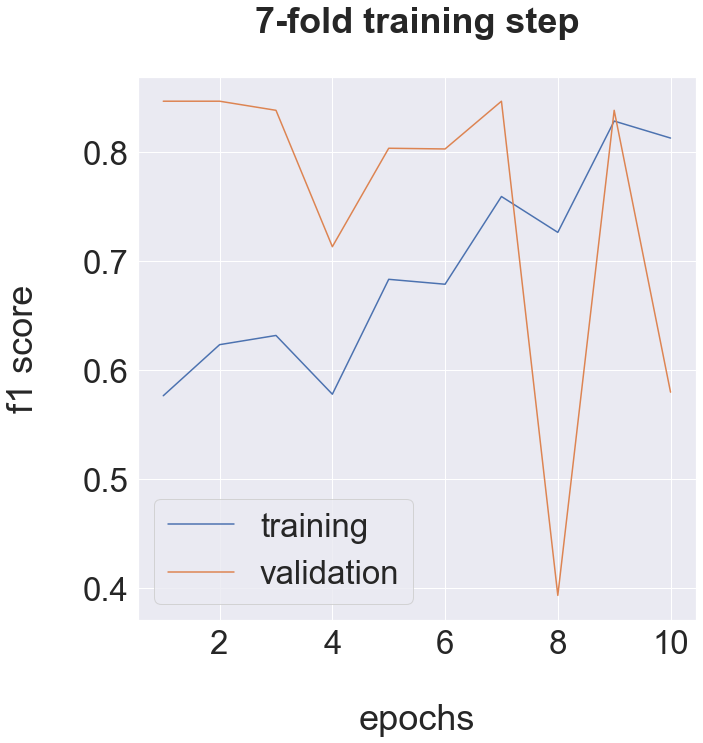 7-fold training step
f1 score
0.8
0.7
0.6
0.5
0.4
training
validation
2 4 6 8 10
epochs